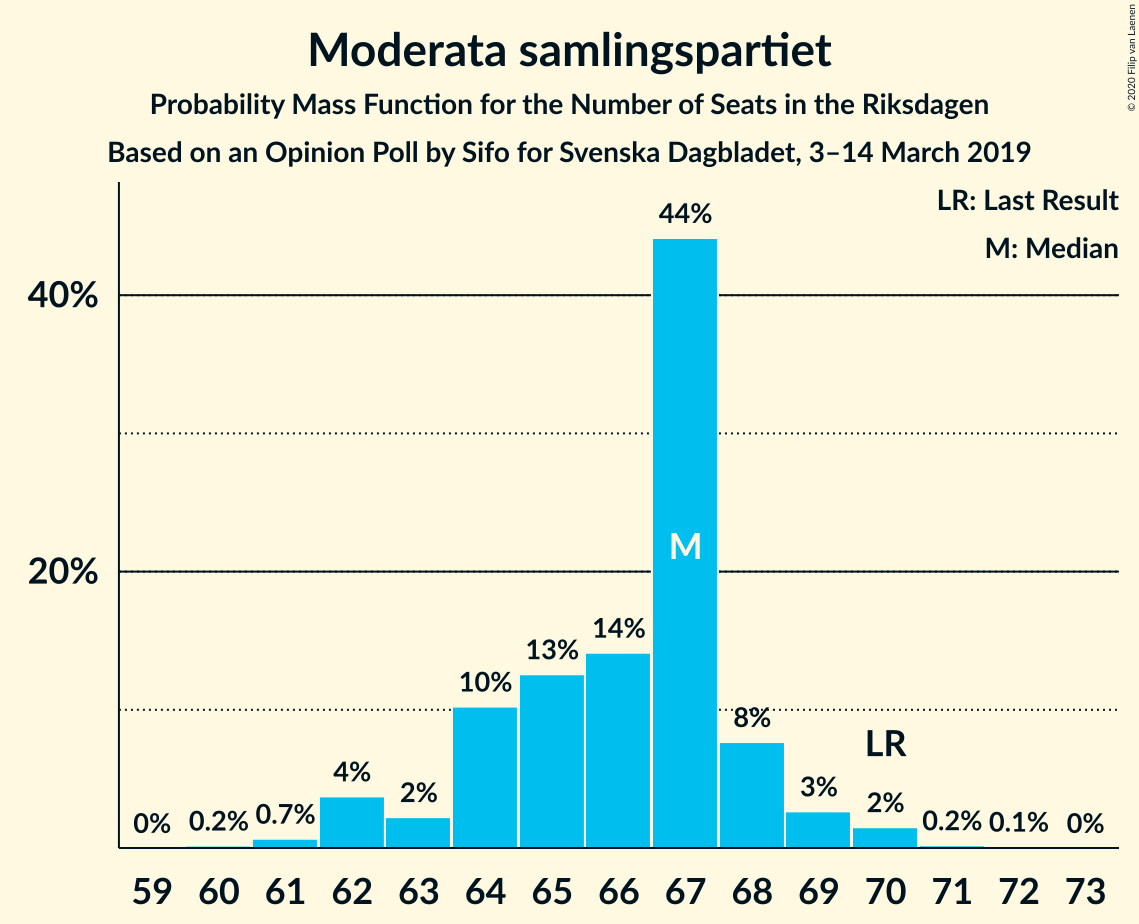 Moderata samlingspartiet
Probability Mass Function for the Number of Seats in the Riksdagen
Based on an Opinion Poll by Sifo for Svenska Dagbladet, 3–14 March 2019
© 2020 Filip van Laenen
LR: Last Result
M: Median
40%
20%
0%
0.2%
0.7%
4%
2%
10%
13%
14%
44%
M
8%
3%
LR
2%
0.2%
0.1%
0%
59 60 61 62 63 64 65 66 67 68 69 70 71 72 73